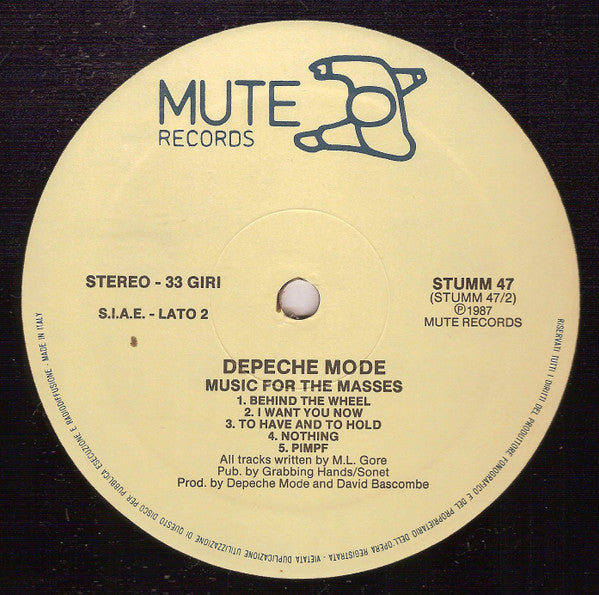 MUTE
RECORDS
STEREO - 33 GIRI
S.I.A.E. - LATO 2
STUMM 47
(STUMM 47/2)
Ⓟ1987
MUTE RECORDS
DEPECHE MODE
MUSIC FOR THE MASSES
1. BEHIND THE WHEEL
2. I WANT YOU NOW
3. TO HAVE AND TO HOLD
4. NOTHING
5. PIMPF
All tracks written by M.L. Gore
Pub. by Grabbing Hands/Sonet
Prod. by Depeche Mode and David Bascombe
RISERVATI TUTTI I DIRITTI DEL PRODUTTORE FONOGRAFICO E DEL PROPRIETARIO DELL'OPERA REGISTRATA - VIETATA DUPLICAZIONE UTILIZZAZIONE DI QUESTO DISCO PER PUBBLICA ESECUZIONE E RADIODIFFUSIONE - MADE IN ITALY